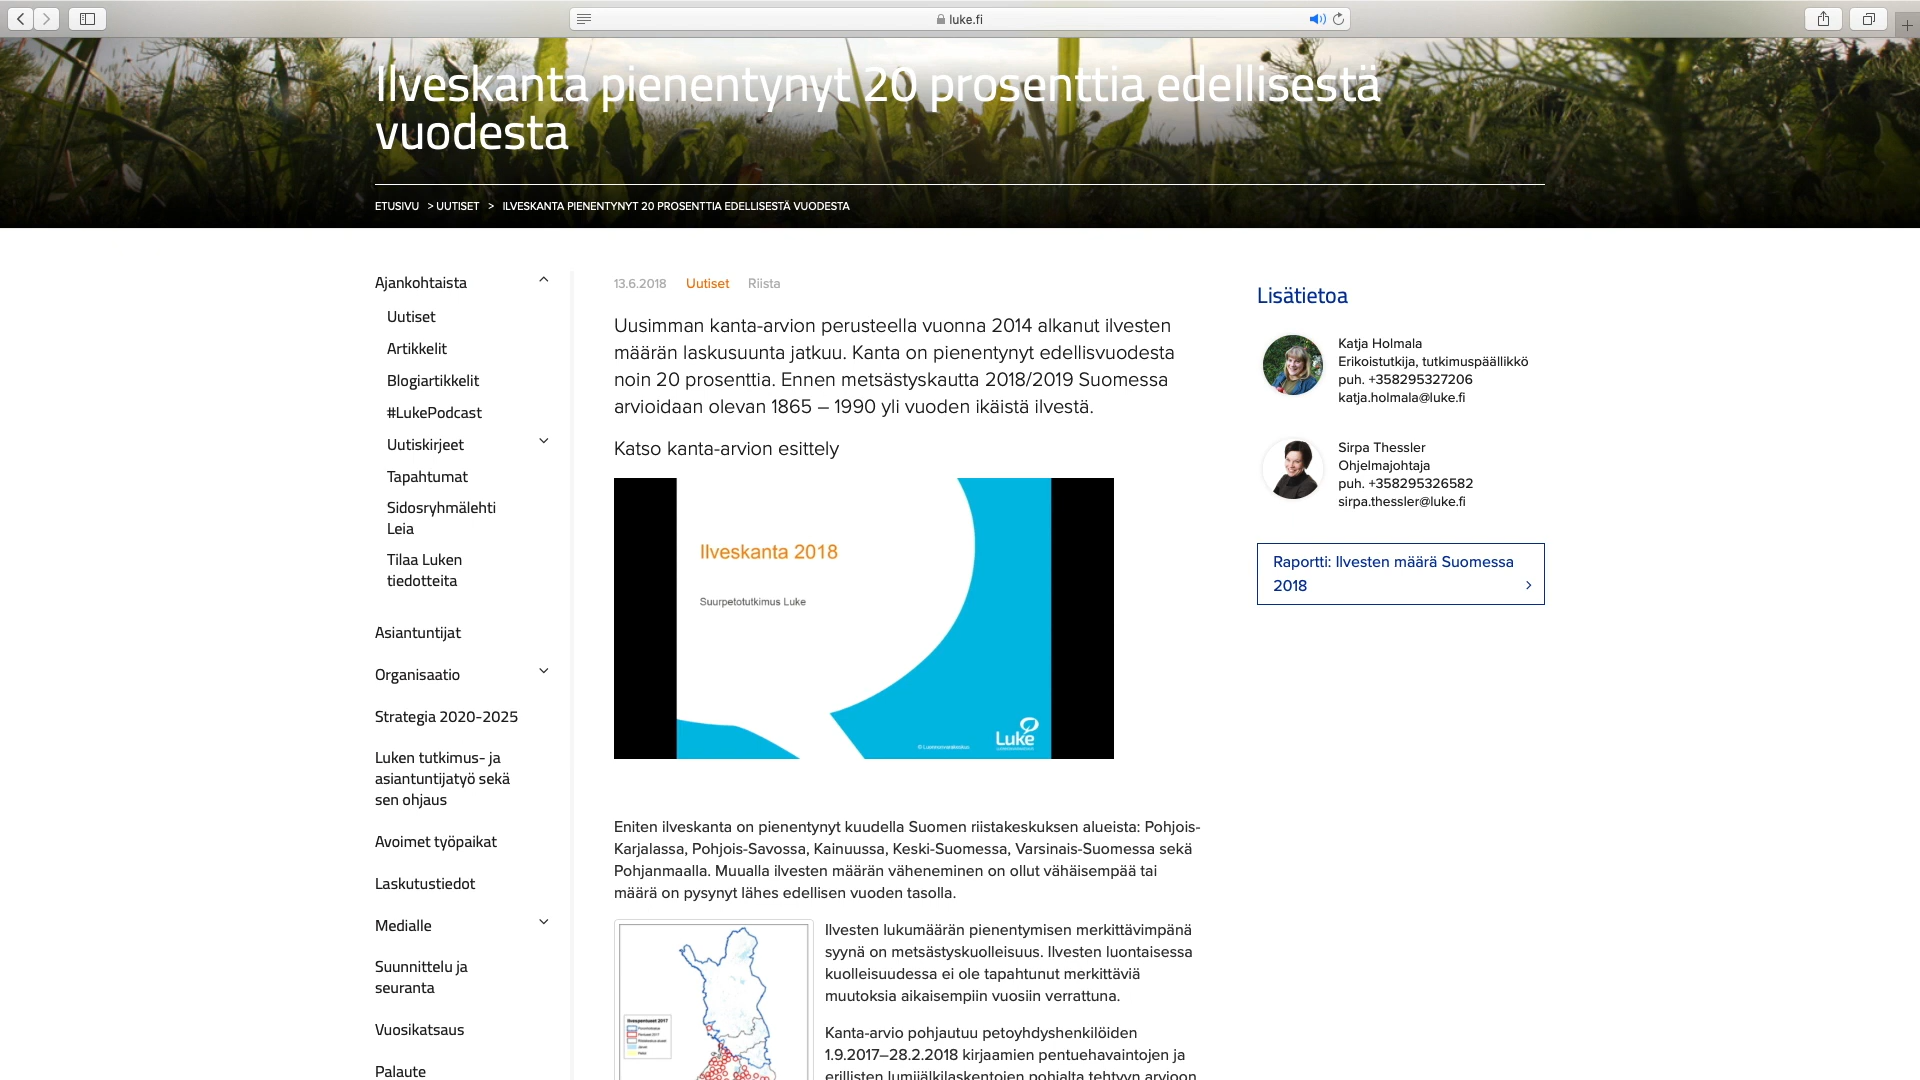 luke.fi
Ilveskanta pienentynyt 20 prosenttia edellisestä
vuodesta
ETUSIVU > UUTISET > ILVESKANTA PIENENTYNYT 20 PROSENTTIA EDELLISESTÄ VUODESTA
Ajankohtaista
Uutiset
Artikkelit
Blogiartikkelit
#LukePodcast
Uutiskirjeet
Tapahtumat
Sidosryhmälehti
Leia
Tilaa Luken
tiedotteita
Asiantuntijat
Organisaatio
Strategia 2020-2025
Luken tutkimus- ja
asiantuntijatyö sekä
sen ohjaus
Avoimet työpaikat
Laskutustiedot
Medialle
Suunnittelu ja
seuranta
Vuosikatsaus
Palaute
13.6.2018 Uutiset Riista
Uusimman kanta-arvion perusteella vuonna 2014 alkanut ilvesten
määrän laskusuunta jatkuu. Kanta on pienentynyt edellisvuodesta
noin 20 prosenttia. Ennen metsästyskautta 2018/2019 Suomessa
arvioidaan olevan 1865 – 1990 yli vuoden ikäistä ilvestä.
Katso kanta-arvion esittely
Ilveskanta 2018
Suurpetotutkimus Luke
© Luonnonvarakeskus
Luke
Eniten ilveskanta on pienentynyt kuudella Suomen riistakeskuksen alueista: Pohjois-
Karjalassa, Pohjois-Savossa, Kainuussa, Keski-Suomessa, Varsinais-Suomessa sekä
Pohjanmaalla. Muualla ilvesten määrän väheneminen on ollut vähäisempää tai
määrä on pysynyt lähes edellisen vuoden tasolla.
Ilvespentueet 2017
Ilvesten lukumäärän pienentymisen merkittävimpänä
syynä on metsästyskuolleisuus. Ilvesten luontaisessa
kuolleisuudessa ei ole tapahtunut merkittäviä
muutoksia aikaisempiin vuosiin verrattuna.
Kanta-arvio pohjautuu petoyhdyshenkilöiden
1.9.2017–28.2.2018 kirjaamien pentuehavaintojen ja
erillisten lumijälkilaskentojen pohjalta tehtyyn arvioon
Lisätietoa
Katja Holmala
Erikoistutkija, tutkimuspäällikkö
puh. +358295327206
katja.holmala@luke.fi
Sirpa Thessler
Ohjelmajohtaja
puh. +358295326582
sirpa.thessler@luke.fi
Raportti: Ilvesten määrä Suomessa
2018